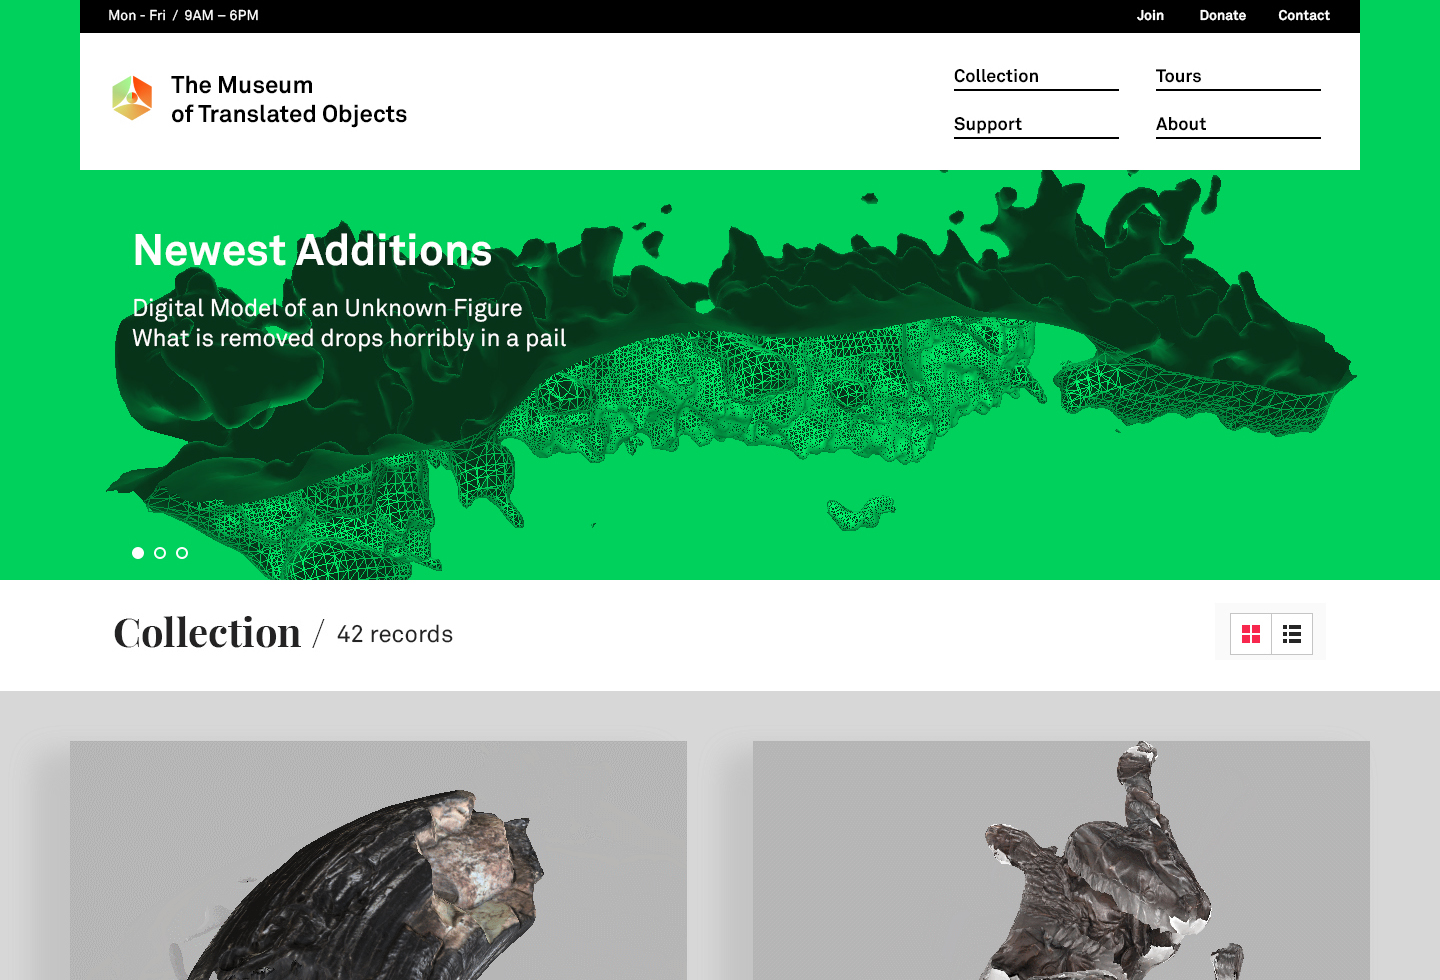 Mon - Fri / 9AM – 6PM
Join
Donate
Contact
The Museum
of Translated Objects
Collection
Tours
Support
About
Newest Additions
Digital Model of an Unknown Figure
What is removed drops horribly in a pail
Collection / 42 records